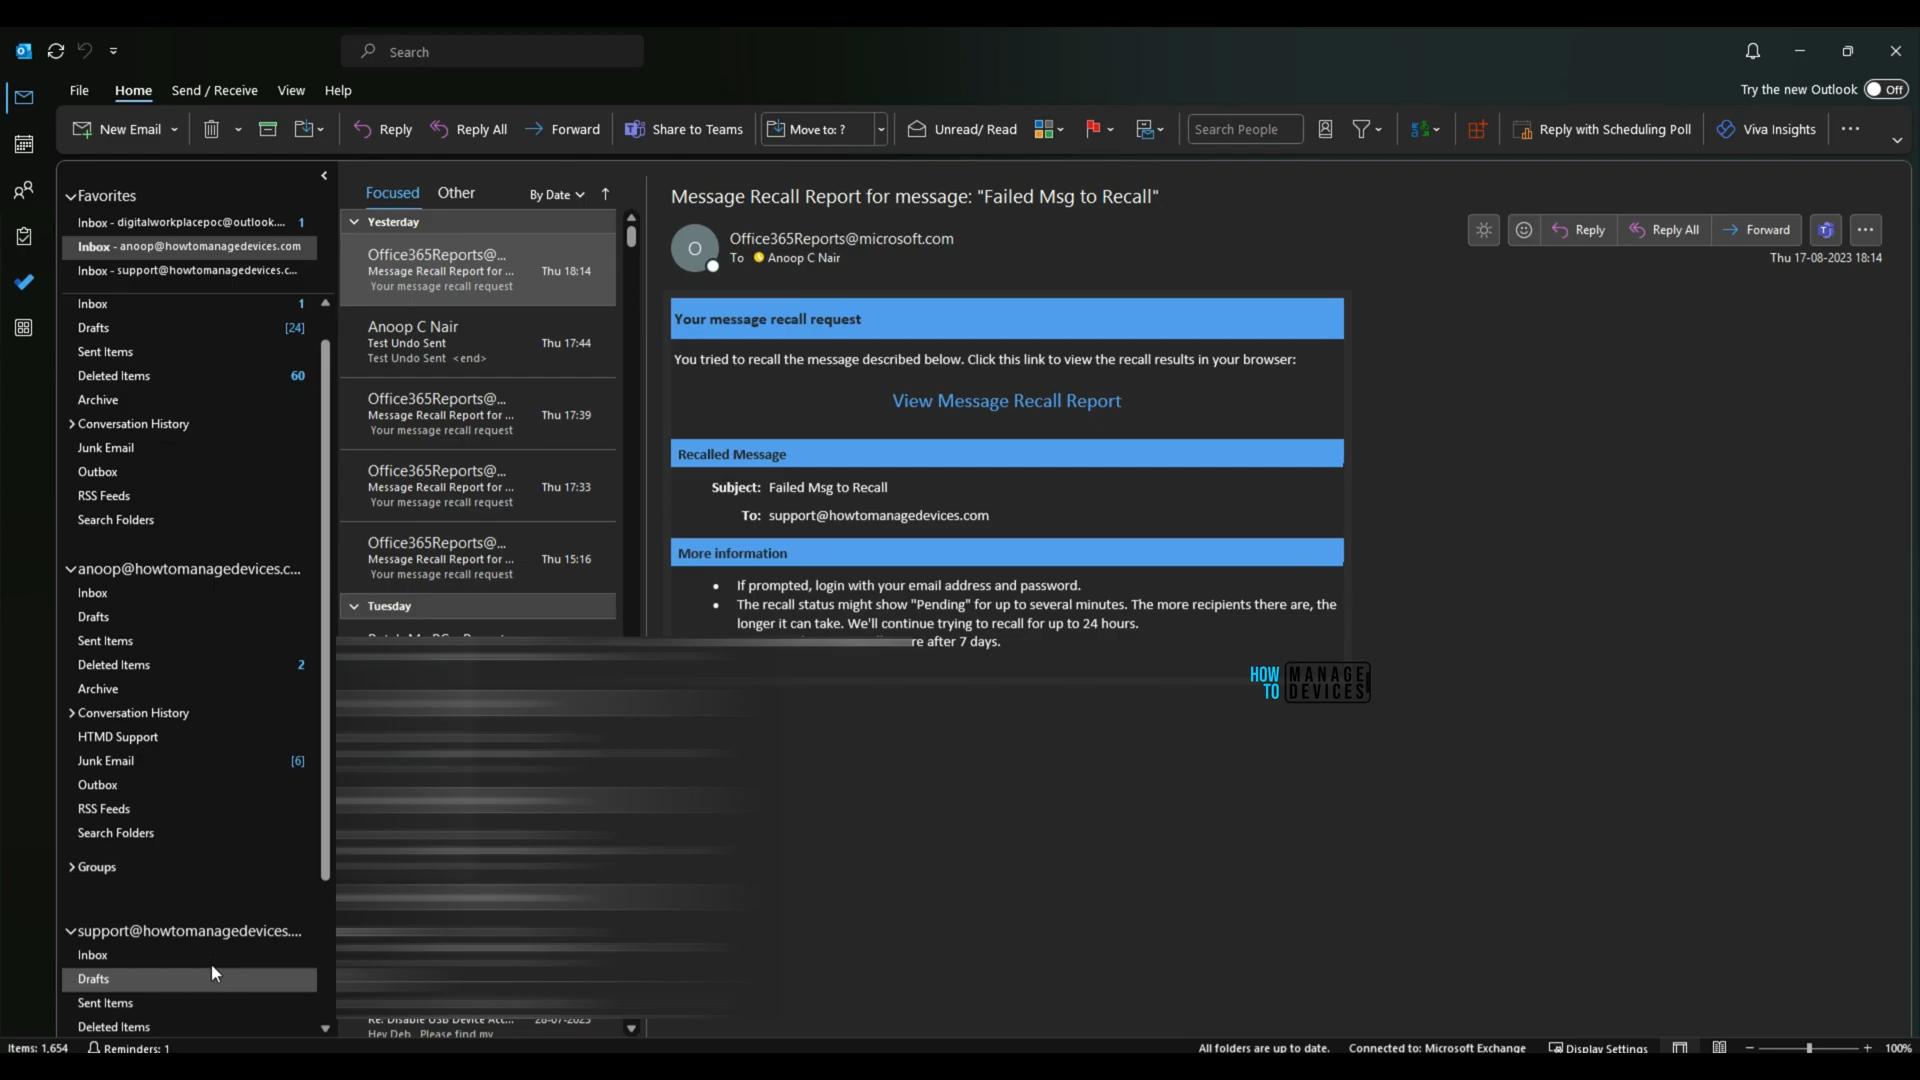 Search
File Home Send / Receive View Help
Try the new Outlook Off
New Email Reply Reply All Forward Share to Teams Move to: ? Unread/ Read Search People Reply with Scheduling Poll Viva Insights
Favorites
Inbox - digitalworkplacepoc@outlook.... 1
Inbox - anoop@howtomanagedevices.com
Inbox - support@howtomanagedevices.c...
Inbox 1
Drafts [24]
Sent Items
Deleted Items 60
Archive
Conversation History
Junk Email
Outbox
RSS Feeds
Search Folders
anoop@howtomanagedevices.c...
Inbox
Drafts
Sent Items
Deleted Items 2
Archive
Conversation History
HTMD Support
Junk Email [6]
Outbox
RSS Feeds
Search Folders
Groups
support@howtomanagedevices....
Inbox
Drafts
Sent Items
Deleted Items
Focused Other By Date
Yesterday
Office365Reports@...
Message Recall Report for ... Thu 18:14
Your message recall request
Anoop C Nair
Test Undo Sent Thu 17:44
Test Undo Sent <end>
Office365Reports@...
Message Recall Report for ... Thu 17:39
Your message recall request
Office365Reports@...
Message Recall Report for ... Thu 17:33
Your message recall request
Office365Reports@...
Message Recall Report for ... Thu 15:16
Your message recall request
Tuesday
Re: Disable USB Device Acc... 28-07-2023
Hey Deb, Please find my
Message Recall Report for message: "Failed Msg to Recall"
O
Office365Reports@microsoft.com
To Anoop C Nair
Reply Reply All Forward
Thu 17-08-2023 18:14
Your message recall request
You tried to recall the message described below. Click this link to view the recall results in your browser:
View Message Recall Report
Recalled Message
Subject: Failed Msg to Recall
To: support@howtomanagedevices.com
More information
• If prompted, login with your email address and password.
• The recall status might show "Pending" for up to several minutes. The more recipients there are, the
longer it can take. We'll continue trying to recall for up to 24 hours.
re after 7 days.
HOW MANAGE
TO DEVICES
Items: 1,654 Reminders: 1 All folders are up to date. Connected to: Microsoft Exchange Display Settings 100%